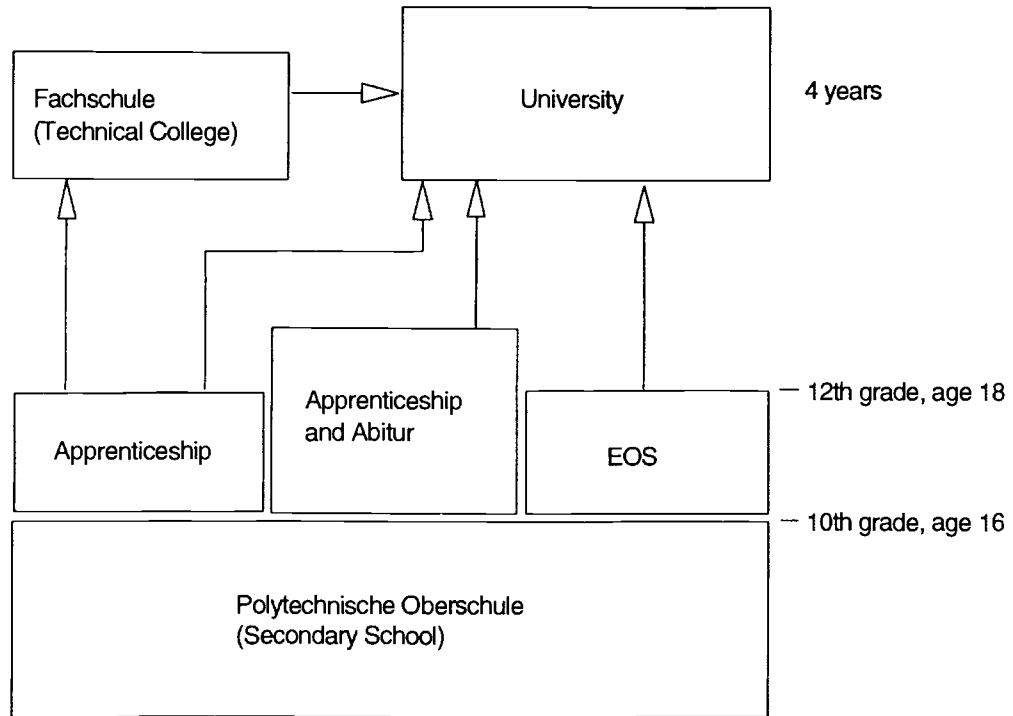 Fachschule
(Technical College)
University
4 years
Apprenticeship
Apprenticeship
and Abitur
EOS
12th grade, age 18
10th grade, age 16
Polytechnische Oberschule
(Secondary School)